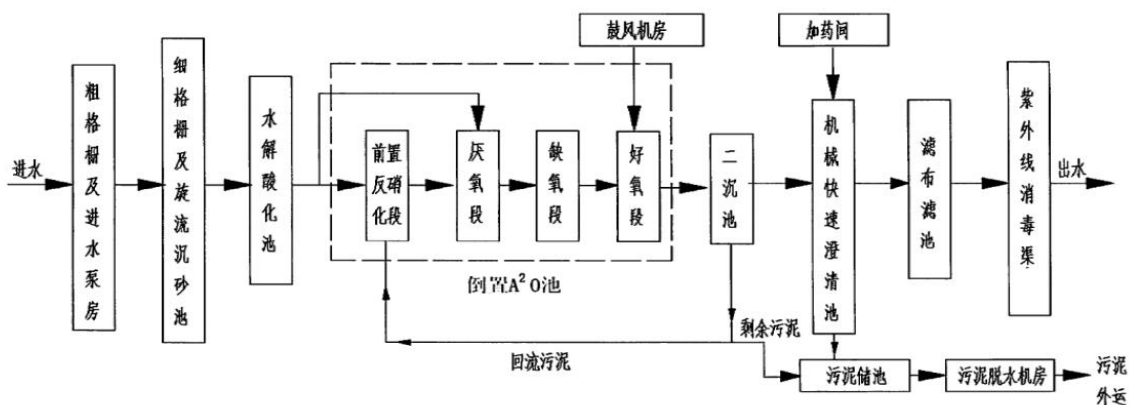 鼓风机房
加药间
进水
粗格栅及进水泵房
细格栅及旋流沉砂池
水解酸化池
前置
反硝
化段
厌氧段
缺氧段
好氧段
二沉池
机械快速澄清池
滤布滤池
紫外线消毒渠
出水
倒置A²O池
回流污泥
剩余污泥
污泥储池
污泥脱水机房
污泥
外运